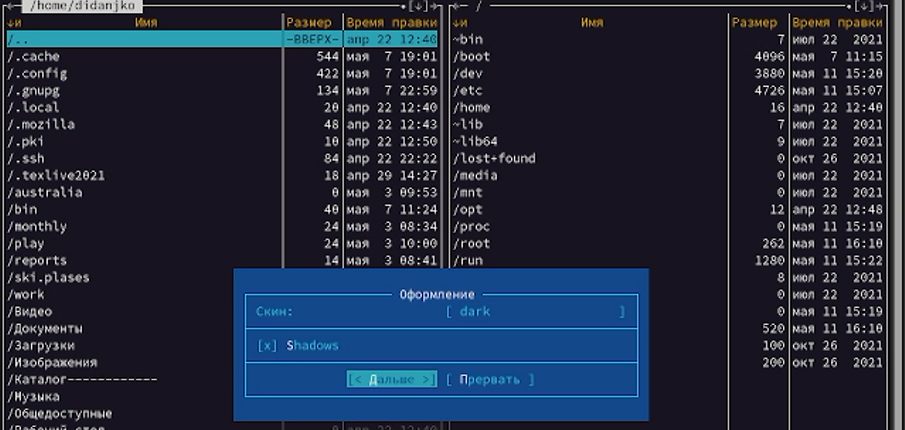 /home/didanjko
↓и Имя Размер Время правки
/.. -ВВЕРХ- апр 22 12:40
/.cache 544 мая 7 19:01
/.config 422 мая 7 19:01
/.gnupg 134 мая 7 22:59
/.local 20 апр 22 12:40
/.mozilla 48 апр 22 12:43
/.pki 10 апр 22 12:50
/.ssh 84 апр 22 22:22
/.texlive2021 18 апр 29 14:27
/australia 0 мая 3 09:53
/bin 40 мая 7 11:24
/monthly 24 мая 3 08:34
/play 24 мая 3 10:00
/reports 14 мая 3 08:41
/ski.plases
/work
/Видео
/Документы
/Загрузки
/Изображения
/Каталог-------------
/Музыка
/Общедоступные
/Рабочий стол 0 апр 22 12:40
/
↓и Имя Размер Время правки
~bin 7 июл 22 2021
/boot 4096 мая 7 11:15
/dev 3880 мая 11 15:20
/etc 4726 мая 11 15:07
/home 16 апр 22 12:40
~lib 7 июл 22 2021
~lib64 9 июл 22 2021
/lost+found 0 окт 26 2021
/media 0 июл 22 2021
/mnt 0 июл 22 2021
/opt 12 апр 22 12:48
/proc 0 мая 11 15:19
/root 262 мая 11 16:10
/run 1280 мая 11 15:22
8 июл 22 2021
0 июл 22 2021
0 мая 11 15:19
520 мая 11 16:10
100 окт 26 2021
200 окт 26 2021
Оформление
Скин: [ dark ]
[x] Shadows
[< Дальше >] [ Прервать ]